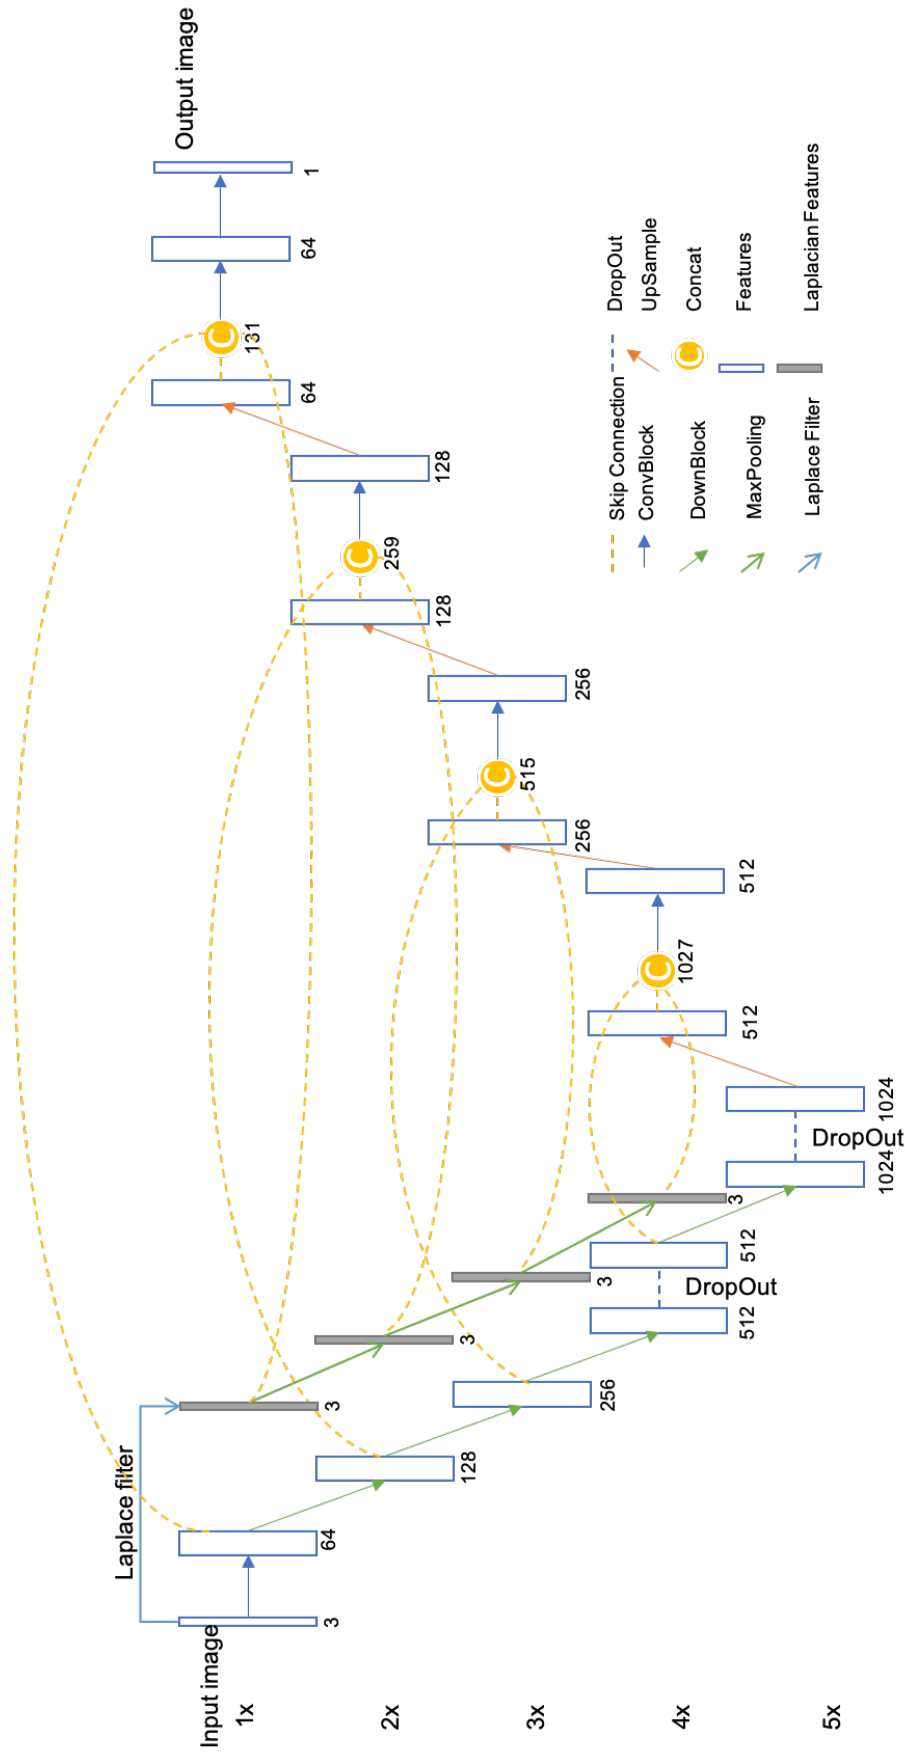 Input image
Laplace filter
Output image
1x
3
64
3
64
C
131
64
1
2x
128
3
128
C
259
128
3x
256
3
256
C
515
256
4x
512
DropOut
512
3
512
C
1027
512
5x
1024
DropOut
1024
Skip Connection
DropOut
ConvBlock
UpSample
DownBlock
C
Concat
MaxPooling
Features
Laplace Filter
Laplacian Features